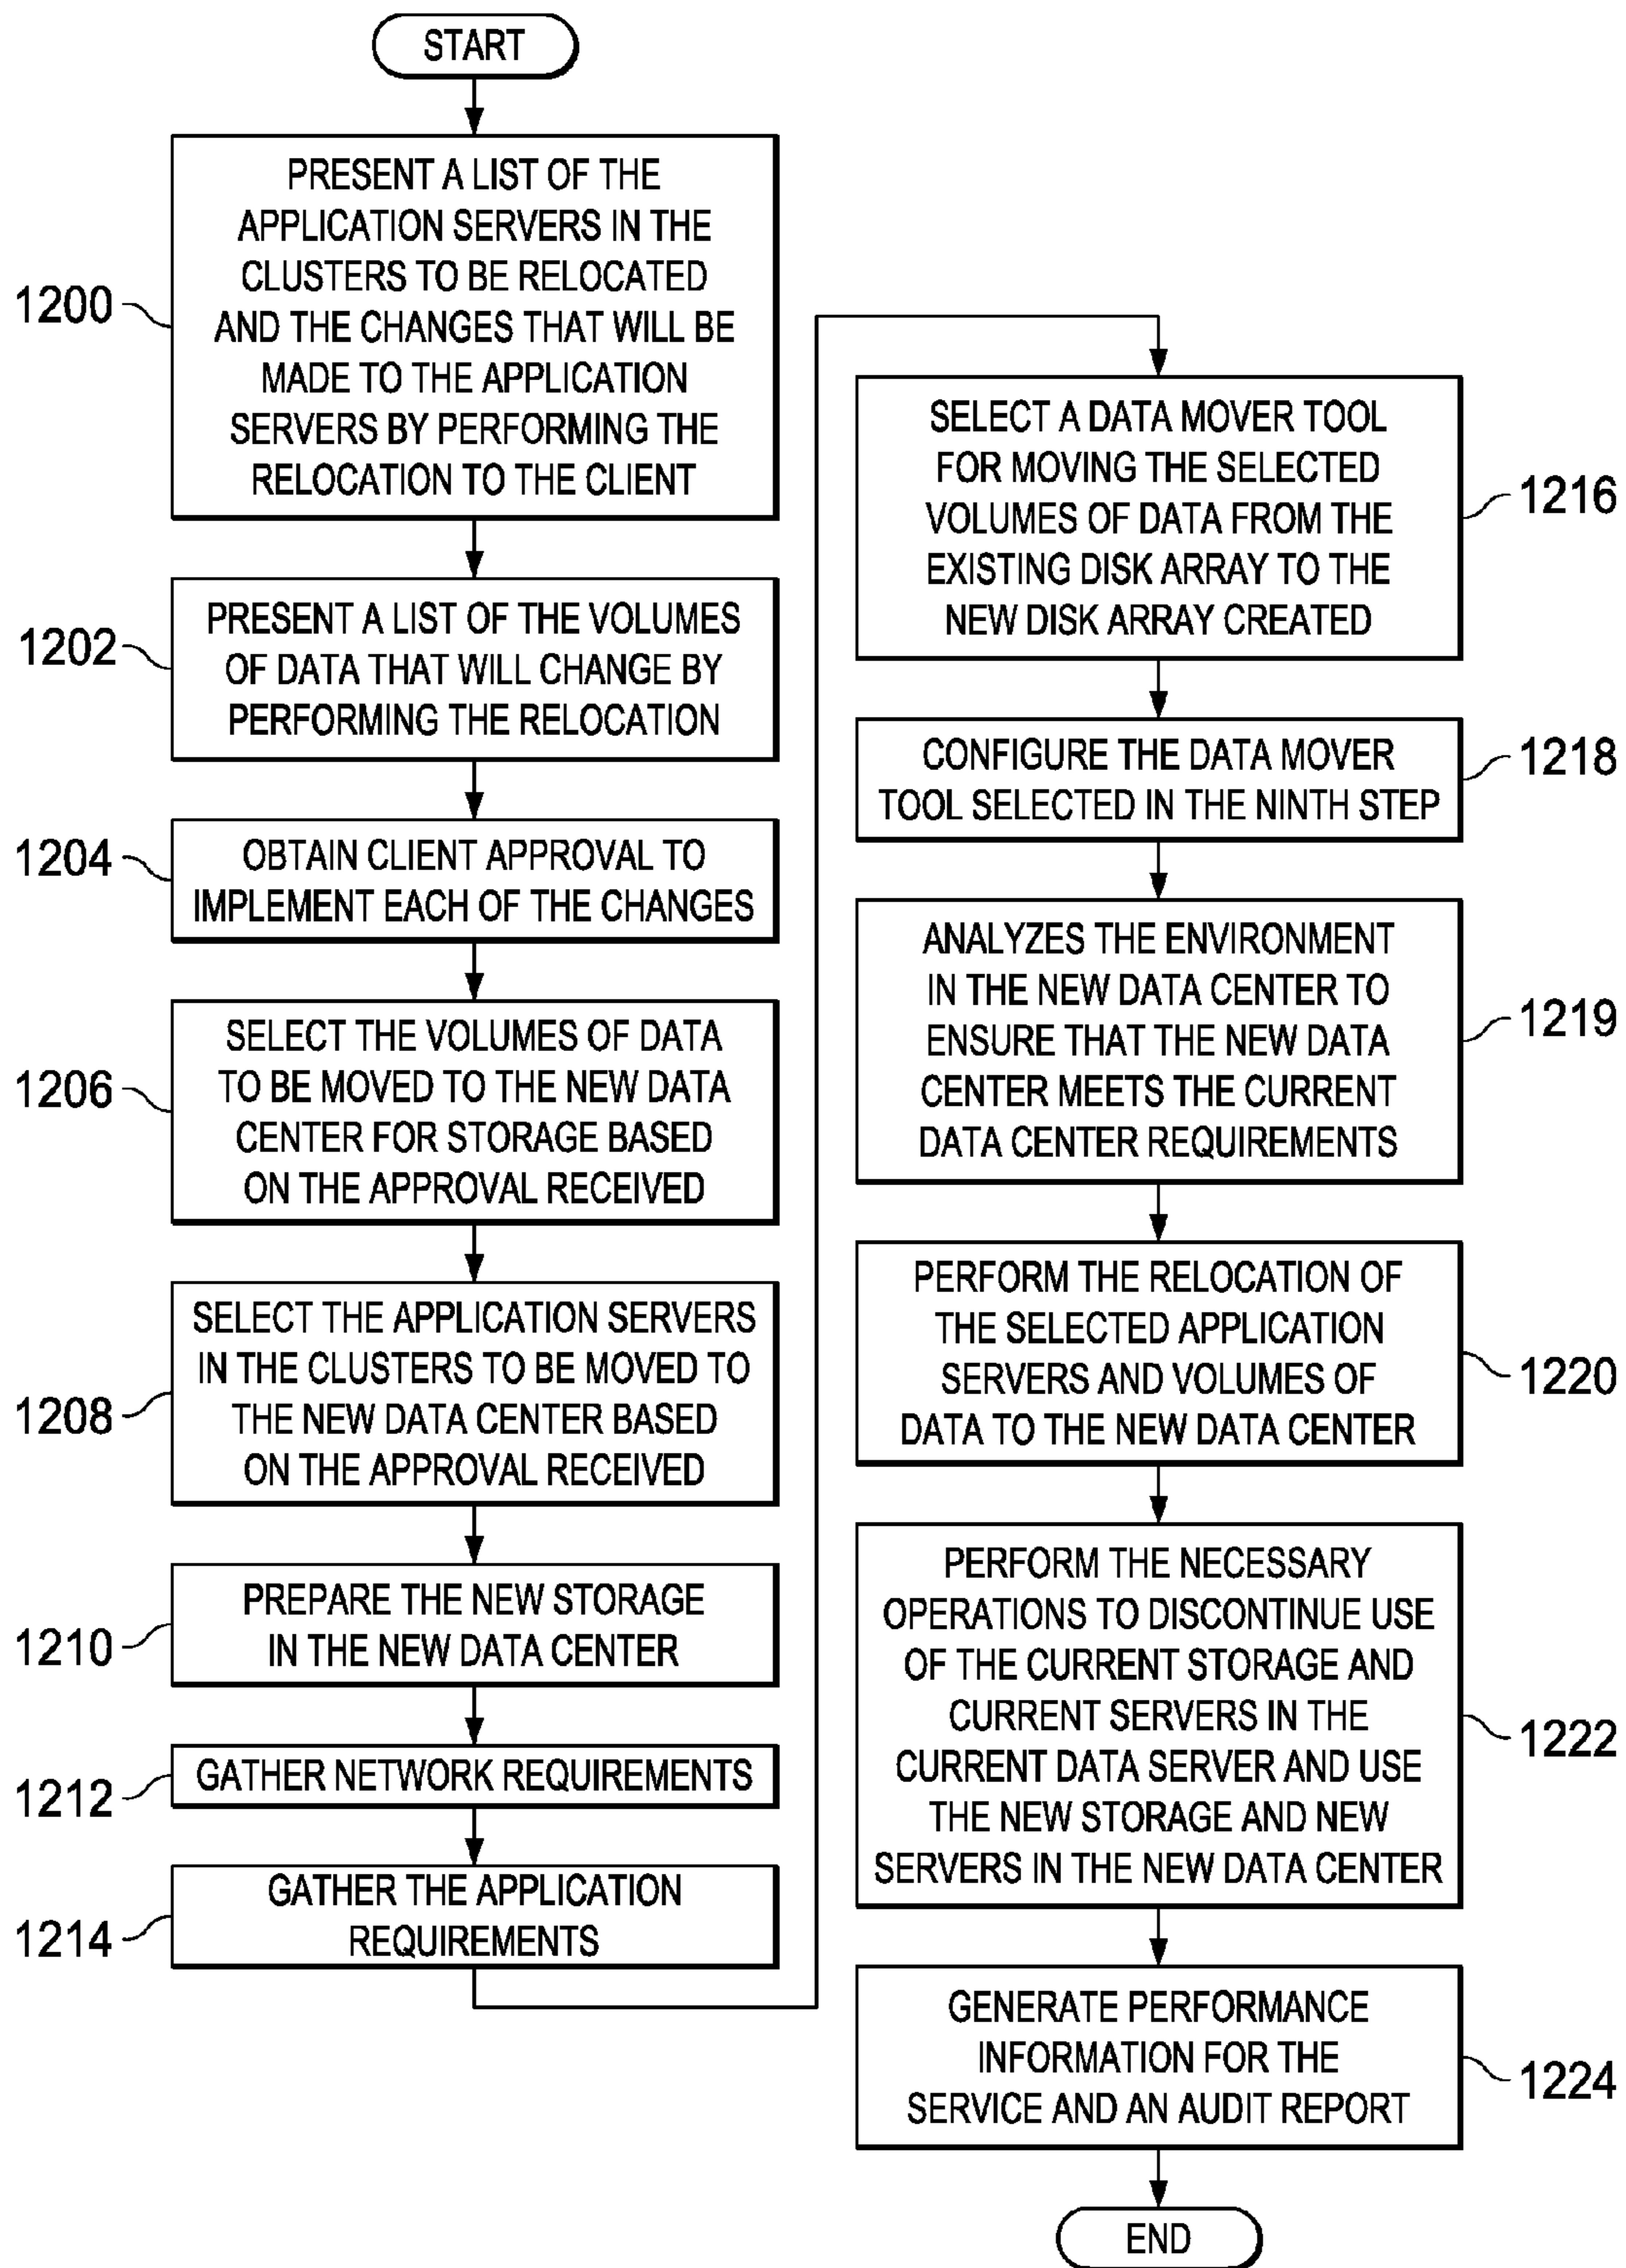 START
1200
PRESENT A LIST OF THE
APPLICATION SERVERS IN THE
CLUSTERS TO BE RELOCATED
AND THE CHANGES THAT WILL BE
MADE TO THE APPLICATION
SERVERS BY PERFORMING THE
RELOCATION TO THE CLIENT
1202
PRESENT A LIST OF THE VOLUMES
OF DATA THAT WILL CHANGE BY
PERFORMING THE RELOCATION
1204
OBTAIN CLIENT APPROVAL TO
IMPLEMENT EACH OF THE CHANGES
1206
SELECT THE VOLUMES OF DATA
TO BE MOVED TO THE NEW DATA
CENTER FOR STORAGE BASED
ON THE APPROVAL RECEIVED
1208
SELECT THE APPLICATION SERVERS
IN THE CLUSTERS TO BE MOVED TO
THE NEW DATA CENTER BASED
ON THE APPROVAL RECEIVED
1210
PREPARE THE NEW STORAGE
IN THE NEW DATA CENTER
1212
GATHER NETWORK REQUIREMENTS
1214
GATHER THE APPLICATION
REQUIREMENTS
SELECT A DATA MOVER TOOL
FOR MOVING THE SELECTED
VOLUMES OF DATA FROM THE
EXISTING DISK ARRAY TO THE
NEW DISK ARRAY CREATED
1216
CONFIGURE THE DATA MOVER
TOOL SELECTED IN THE NINTH STEP
1218
ANALYZES THE ENVIRONMENT
IN THE NEW DATA CENTER TO
ENSURE THAT THE NEW DATA
CENTER MEETS THE CURRENT
DATA CENTER REQUIREMENTS
1219
PERFORM THE RELOCATION OF
THE SELECTED APPLICATION
SERVERS AND VOLUMES OF
DATA TO THE NEW DATA CENTER
1220
PERFORM THE NECESSARY
OPERATIONS TO DISCONTINUE USE
OF THE CURRENT STORAGE AND
CURRENT SERVERS IN THE
CURRENT DATA SERVER AND USE
THE NEW STORAGE AND NEW
SERVERS IN THE NEW DATA CENTER
1222
GENERATE PERFORMANCE
INFORMATION FOR THE
SERVICE AND AN AUDIT REPORT
1224
END